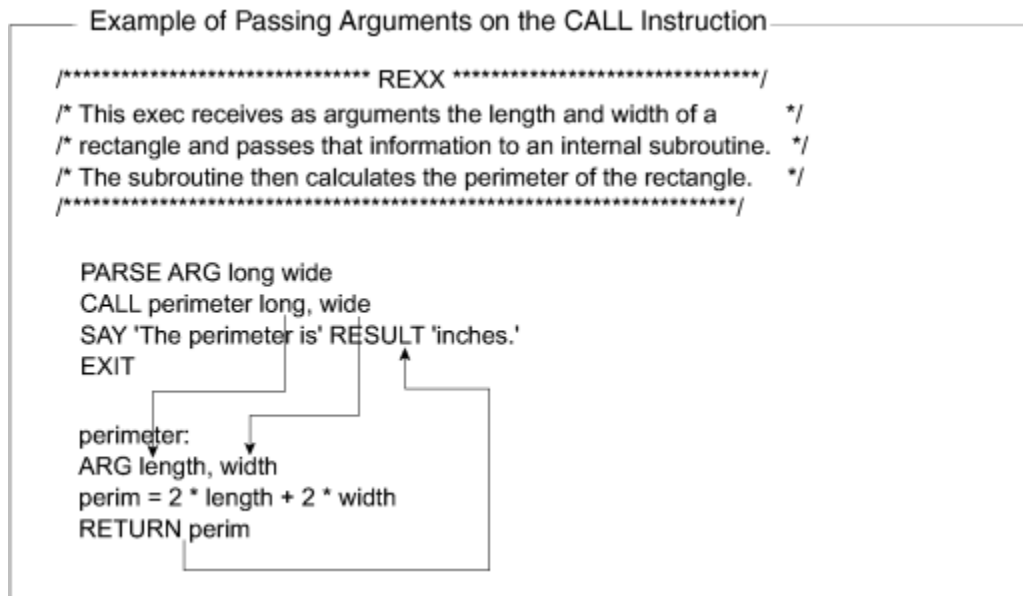 Example of Passing Arguments on the CALL Instruction
/******************************** REXX ********************************/
/* This exec receives as arguments the length and width of a */
/* rectangle and passes that information to an internal subroutine. */
/* The subroutine then calculates the perimeter of the rectangle. */
/**********************************************************************/
PARSE ARG long wide
CALL perimeter long, wide
SAY 'The perimeter is' RESULT 'inches.'
EXIT
perimeter:
ARG length, width
perim = 2 * length + 2 * width
RETURN perim